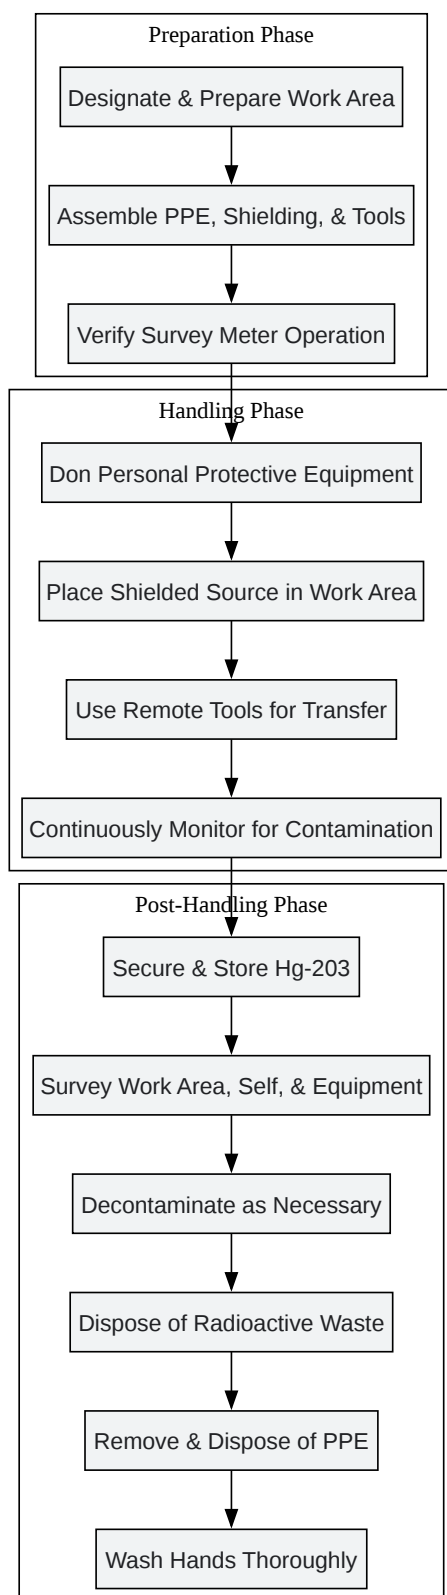 Preparation Phase
Designate & Prepare Work Area
Assemble PPE, Shielding, & Tools
Verify Survey Meter Operation
Handling Phase
Don Personal Protective Equipment
Place Shielded Source in Work Area
Use Remote Tools for Transfer
Continuously Monitor for Contamination
Post-Handling Phase
Secure & Store Hg-203
Survey Work Area, Self, & Equipment
Decontaminate as Necessary
Dispose of Radioactive Waste
Remove & Dispose of PPE
Wash Hands Thoroughly